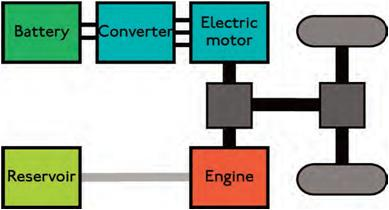 Battery
Converter
Electric
motor
Reservoir
Engine